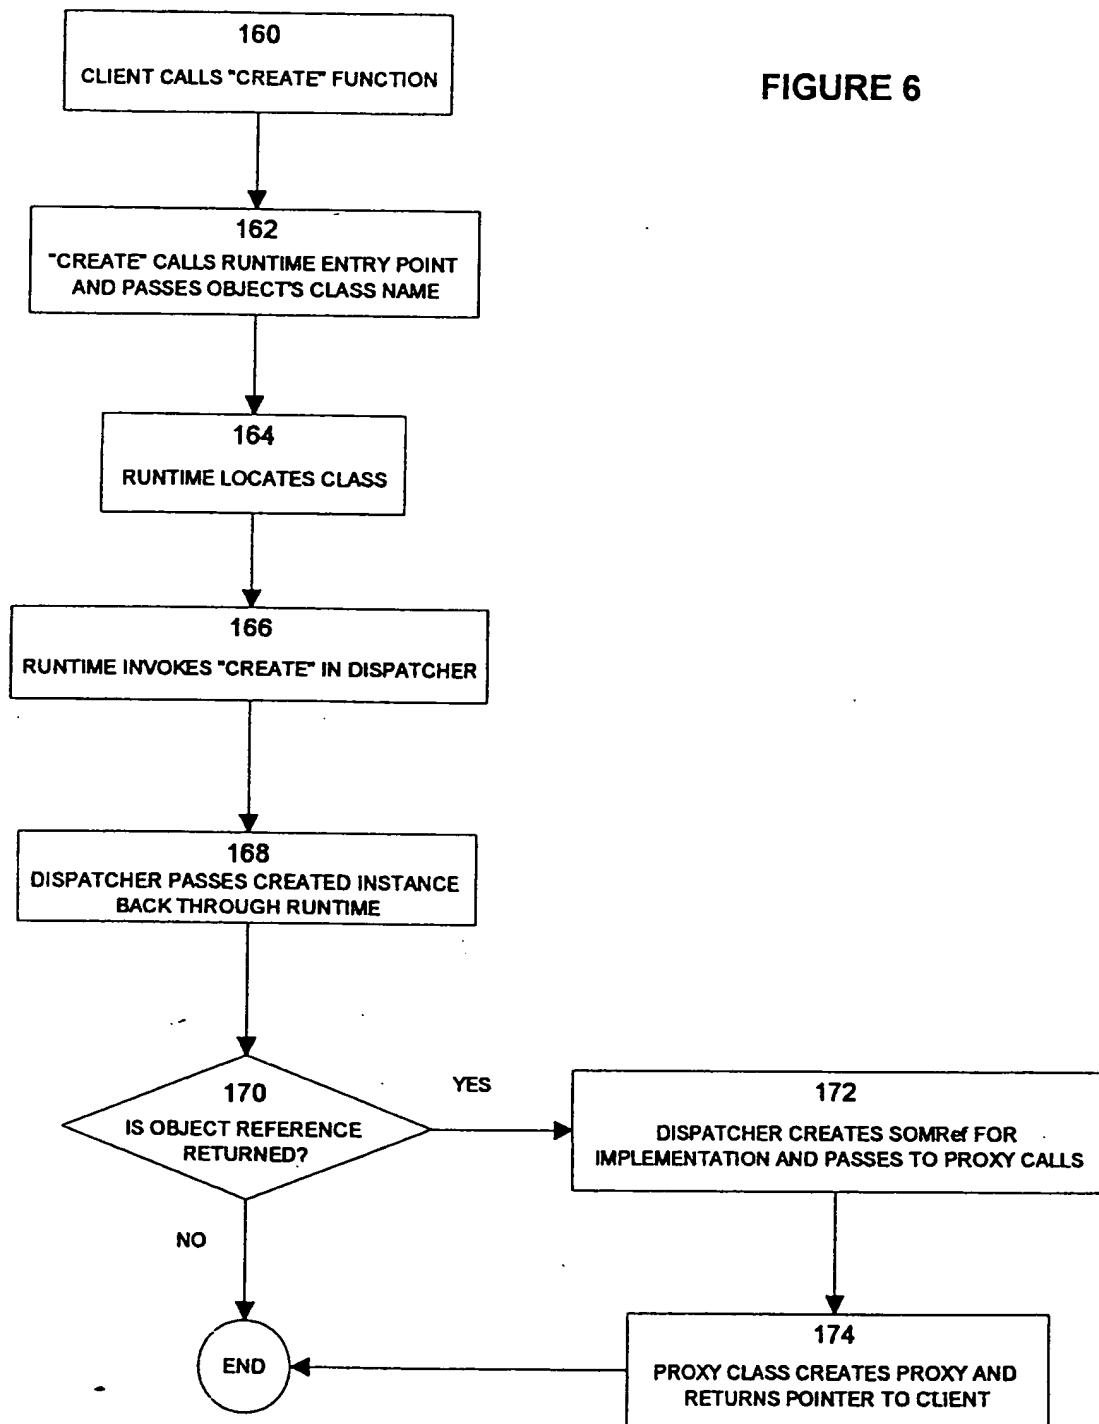 FIGURE 6
160
CLIENT CALLS "CREATE" FUNCTION
162
"CREATE" CALLS RUNTIME ENTRY POINT
AND PASSES OBJECT'S CLASS NAME
164
RUNTIME LOCATES CLASS
166
RUNTIME INVOKES "CREATE" IN DISPATCHER
168
DISPATCHER PASSES CREATED INSTANCE
BACK THROUGH RUNTIME
170
IS OBJECT REFERENCE
RETURNED?
YES
172
DISPATCHER CREATES SOMRef FOR
IMPLEMENTATION AND PASSES TO PROXY CALLS
NO
174
PROXY CLASS CREATES PROXY AND
RETURNS POINTER TO CLIENT
END